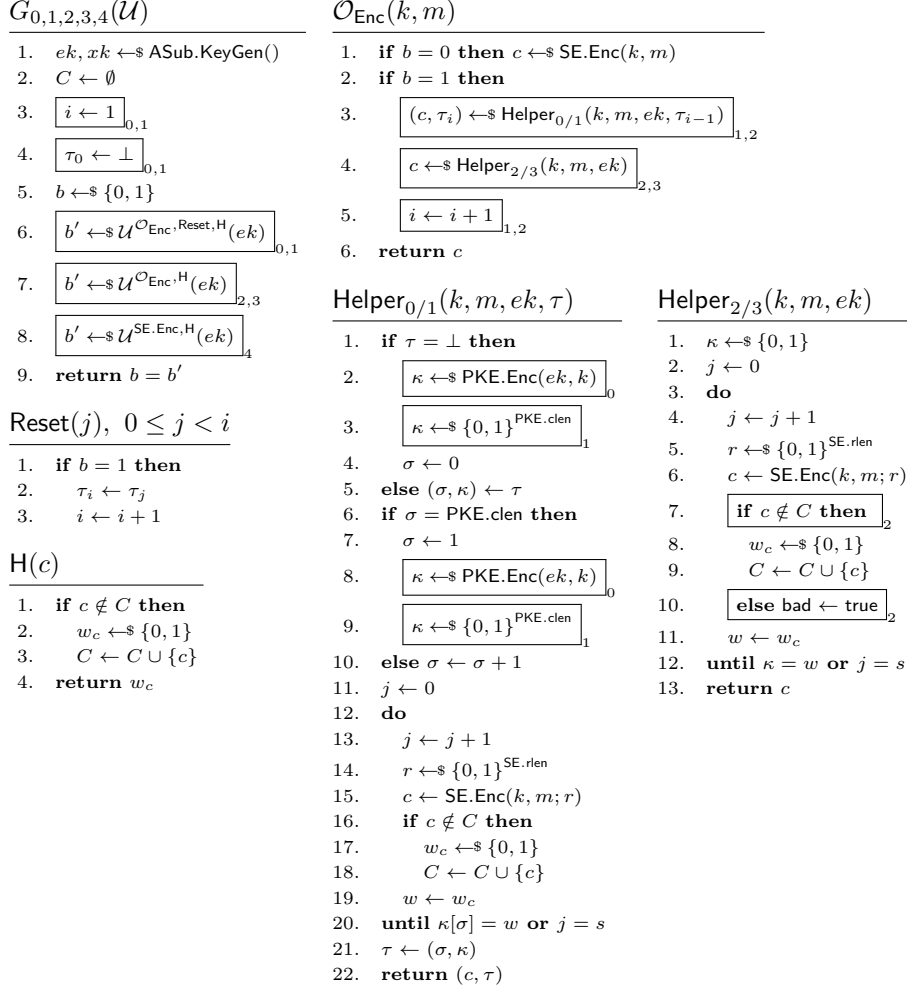 G_{0,1,2,3,4}(𝒰)
1. ek, xk ←$ ASub.KeyGen()
2. C ← ∅
3. i ← 1 _{0,1}
4. τ_0 ← ⊥ _{0,1}
5. b ←$ {0, 1}
6. b′ ←$ 𝒰^{𝒪_Enc,Reset,H}(ek) _{0,1}
7. b′ ←$ 𝒰^{𝒪_Enc,H}(ek) _{2,3}
8. b′ ←$ 𝒰^{SE.Enc,H}(ek) _4
9. return b = b′
Reset(j), 0 ≤ j < i
1. if b = 1 then
2. τ_i ← τ_j
3. i ← i + 1
H(c)
1. if c ∉ C then
2. w_c ←$ {0, 1}
3. C ← C ∪ {c}
4. return w_c
𝒪_Enc(k, m)
1. if b = 0 then c ←$ SE.Enc(k, m)
2. if b = 1 then
3. (c, τ_i) ←$ Helper_{0/1}(k, m, ek, τ_{i−1}) _{1,2}
4. c ←$ Helper_{2/3}(k, m, ek) _{2,3}
5. i ← i + 1 _{1,2}
6. return c
Helper_{0/1}(k, m, ek, τ)
1. if τ = ⊥ then
2. κ ←$ PKE.Enc(ek, k) _0
3. κ ←$ {0, 1}^{PKE.clen} _1
4. σ ← 0
5. else (σ, κ) ← τ
6. if σ = PKE.clen then
7. σ ← 1
8. κ ←$ PKE.Enc(ek, k) _0
9. κ ←$ {0, 1}^{PKE.clen} _1
10. else σ ← σ + 1
11. j ← 0
12. do
13. j ← j + 1
14. r ←$ {0, 1}^{SE.rlen}
15. c ← SE.Enc(k, m; r)
16. if c ∉ C then
17. w_c ←$ {0, 1}
18. C ← C ∪ {c}
19. w ← w_c
20. until κ[σ] = w or j = s
21. τ ← (σ, κ)
22. return (c, τ)
Helper_{2/3}(k, m, ek)
1. κ ←$ {0, 1}
2. j ← 0
3. do
4. j ← j + 1
5. r ←$ {0, 1}^{SE.rlen}
6. c ← SE.Enc(k, m; r)
7. if c ∉ C then _2
8. w_c ←$ {0, 1}
9. C ← C ∪ {c}
10. else bad ← true _2
11. w ← w_c
12. until κ = w or j = s
13. return c